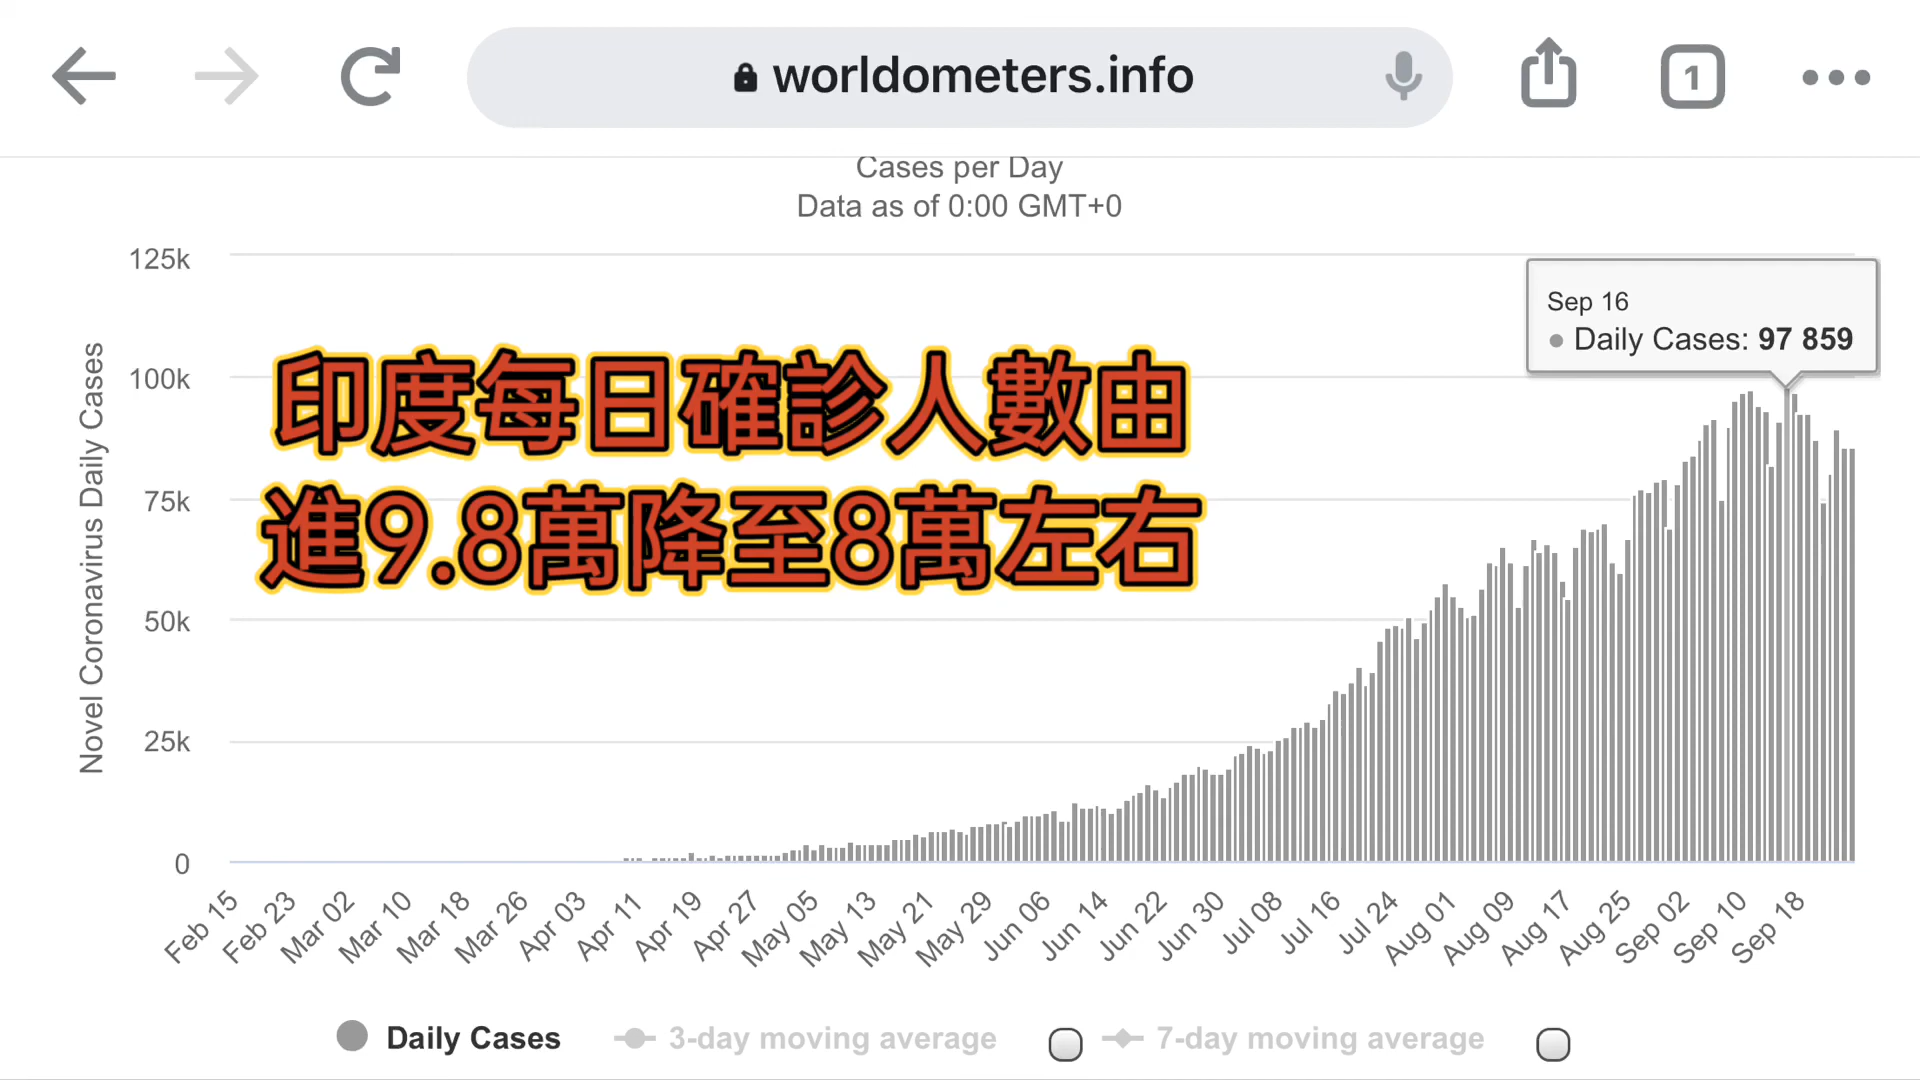 worldometers.info
1
Cases per Day
Data as of 0:00 GMT+0
Novel Coronavirus Daily Cases
125k
100k
75k
50k
25k
0
Sep 16
Daily Cases: 97 859
印度每日確診人數由
進9.8萬降至8萬左右
Feb 15
Feb 23
Mar 02
Mar 10
Mar 18
Mar 26
Apr 03
Apr 11
Apr 19
Apr 27
May 05
May 13
May 21
May 29
Jun 06
Jun 14
Jun 22
Jun 30
Jul 08
Jul 16
Jul 24
Aug 01
Aug 09
Aug 17
Aug 25
Sep 02
Sep 10
Sep 18
Daily Cases
3-day moving average
7-day moving average